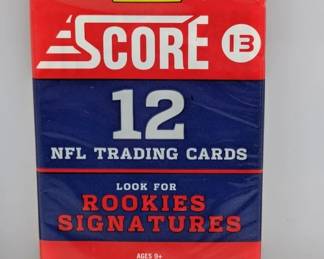 SCORE 13
12
NFL TRADING CARDS
LOOK FOR
ROOKIES
SIGNATURES
AGES 9+